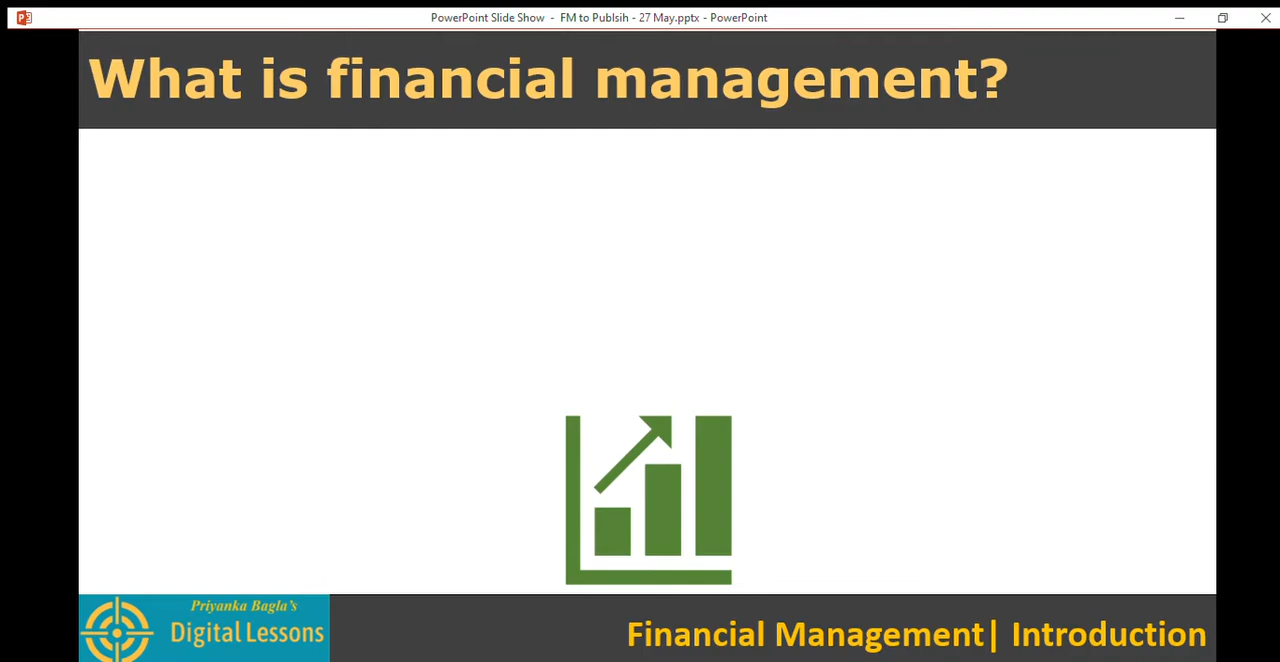 PowerPoint Slide Show - FM to Publsih - 27 May.pptx - PowerPoint
What is financial management?
Priyanka Bagla's
Digital Lessons
Financial Management| Introduction